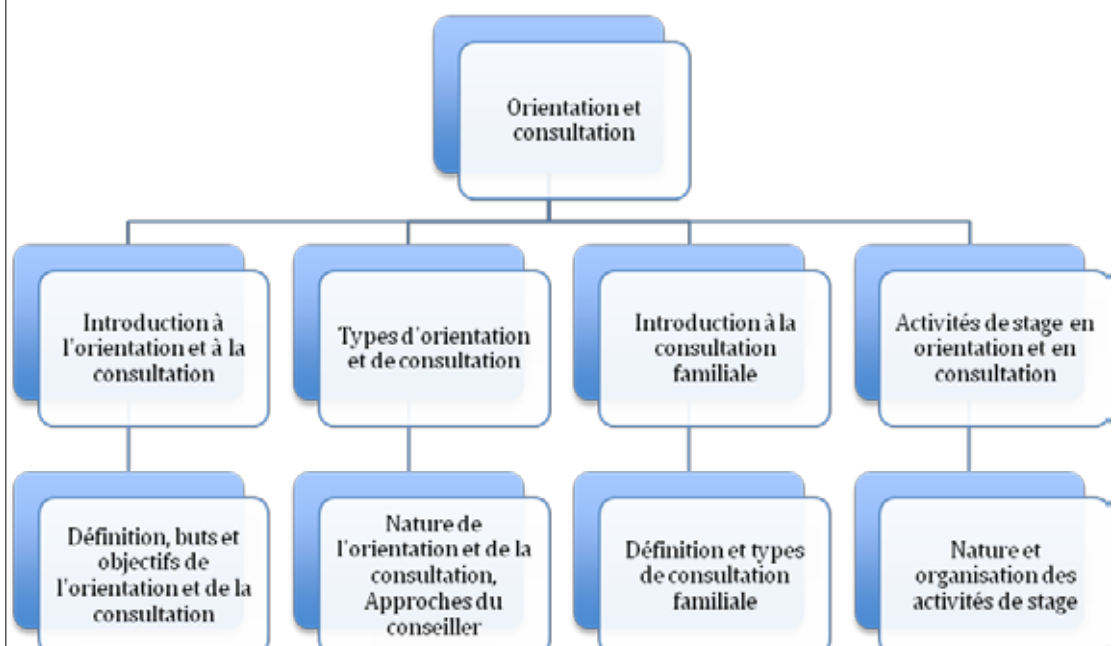 Orientation et
consultation
Introduction à
l'orientation et à la
consultation
Types d'orientation
et de consultation
Introduction à la
consultation
familiale
Activités de stage en
orientation et en
consultation
Définition, buts et
objectifs de
l'orientation et de la
consultation
Nature de
l'orientation et de la
consultation,
Approches du
conseiller
Définition et types
de consultation
familiale
Nature et
organisation des
activités de stage